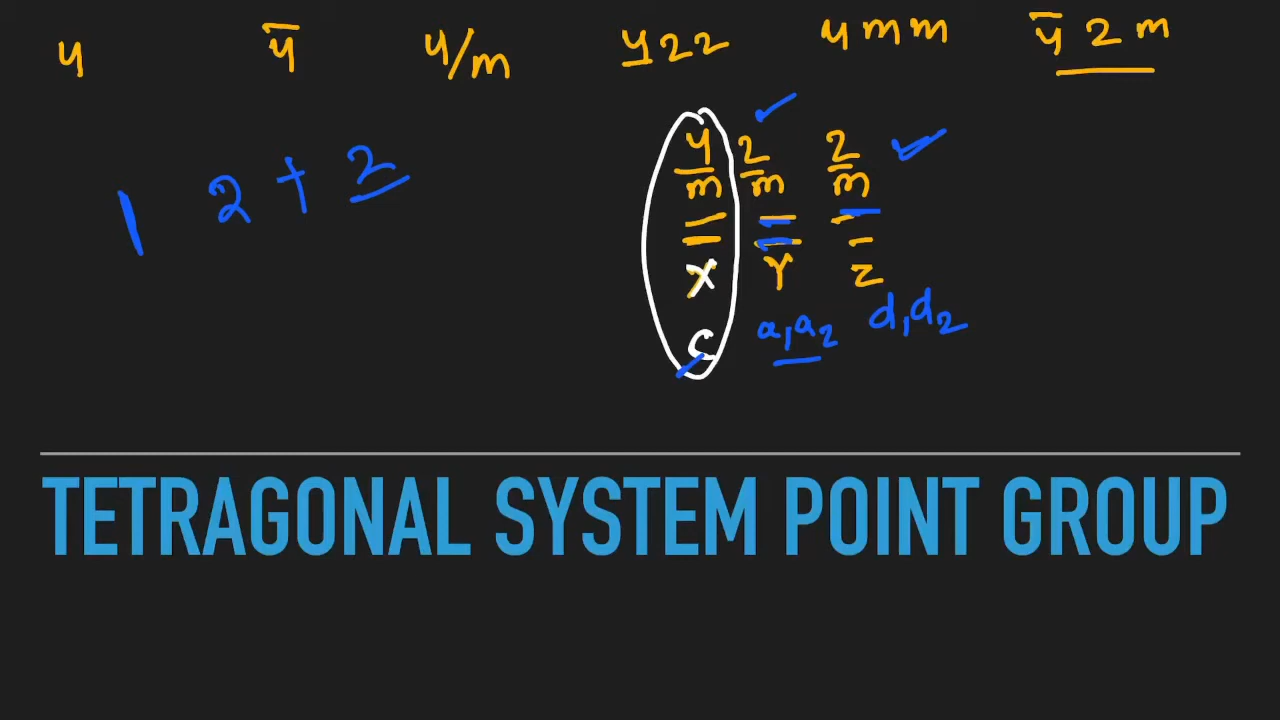 4 4̄ 4/m 422 4mm 4̄2m
4/m 2/m 2/m
1 2+2
X Y Z
C a1a2 d1d2
TETRAGONAL SYSTEM POINT GROUP